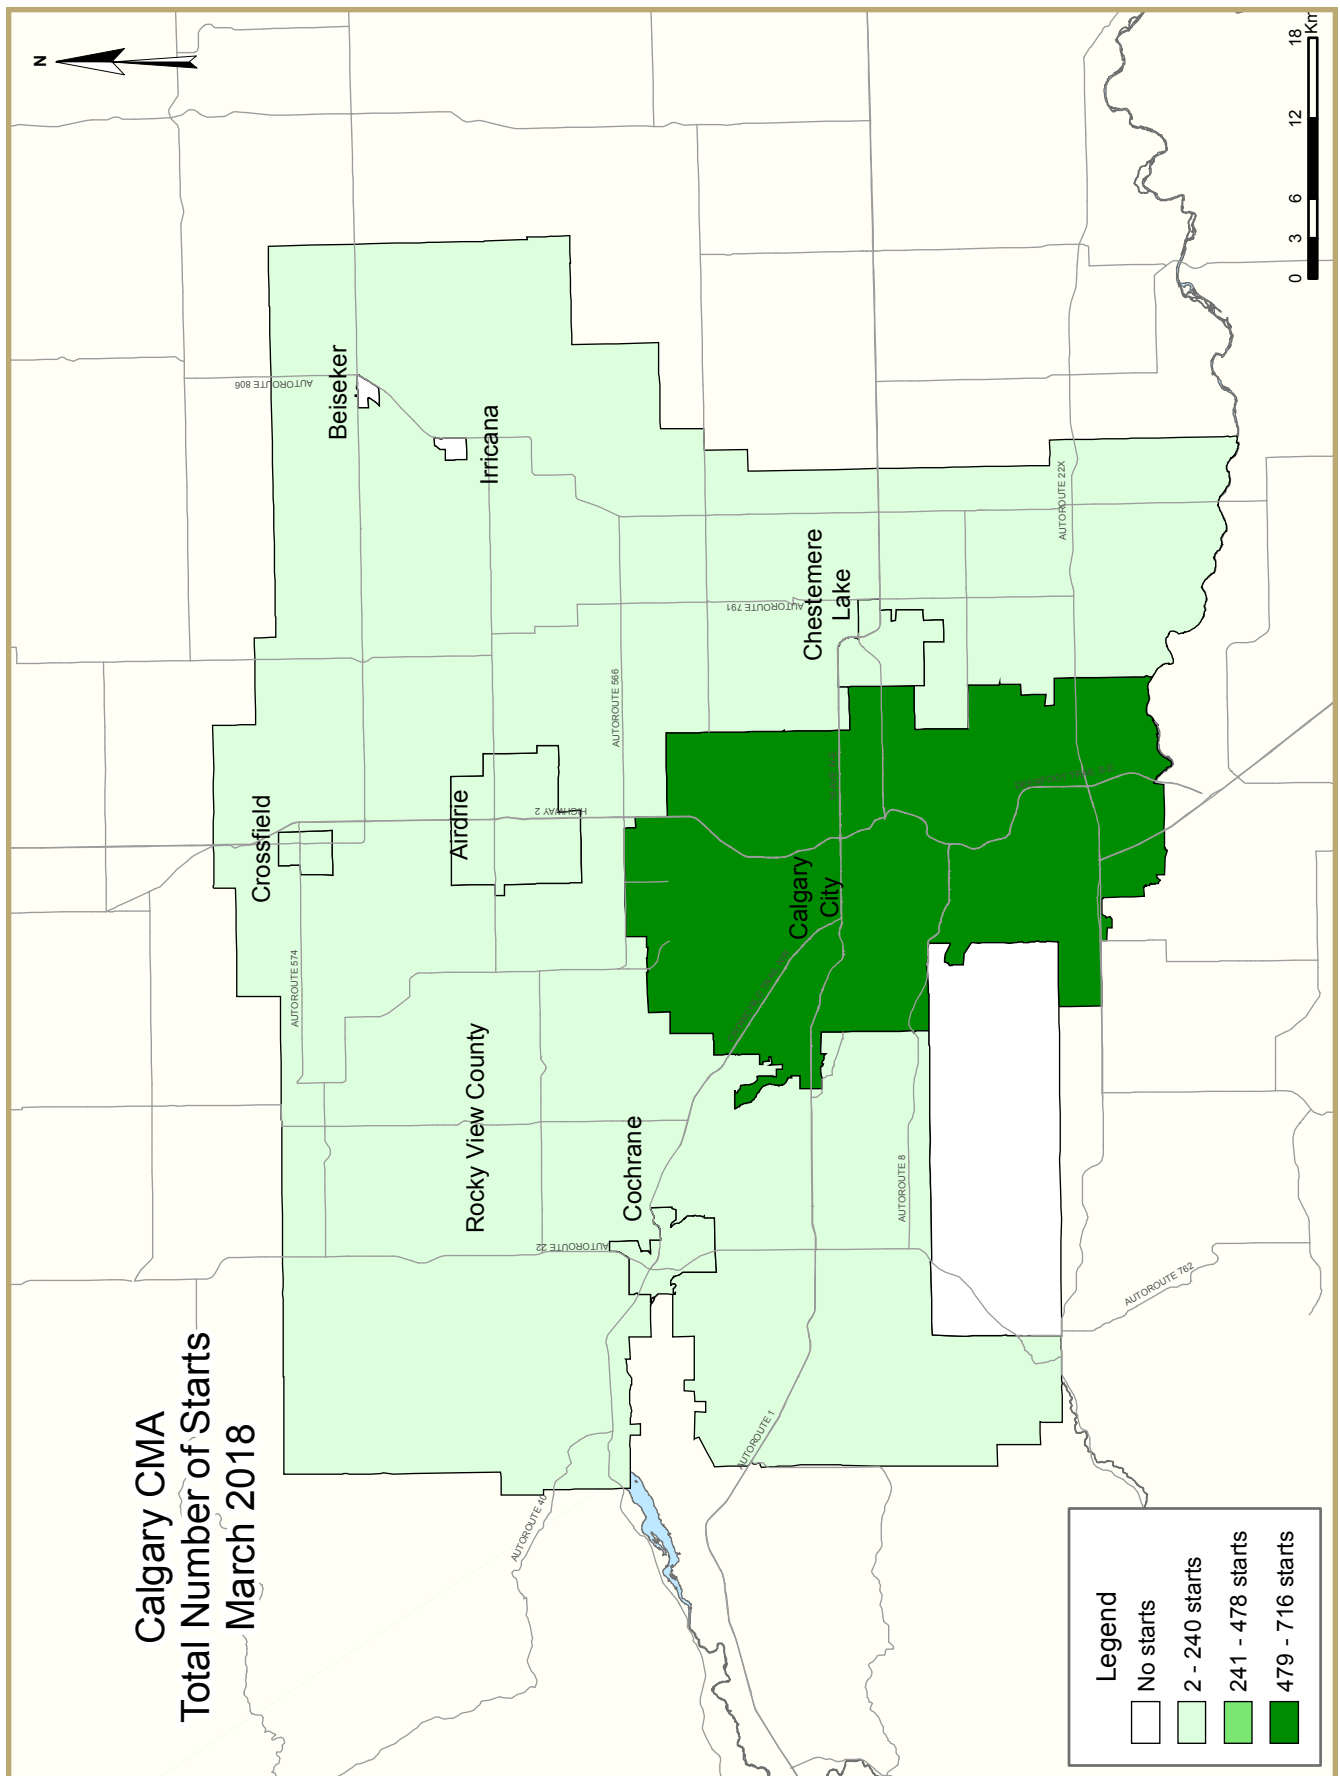 Calgary CMA
Total Number of Starts
March 2018
N
Beiseker
Irricana
Crossfield
Airdrie
Rocky View County
Cochrane
Chestemere
Lake
Calgary
City
AUTOROUTE 806
AUTOROUTE 574
AUTOROUTE 566
AUTOROUTE 791
AUTOROUTE 22X
HIGHWAY 2
AUTOROUTE 22
AUTOROUTE 8
AUTOROUTE 1
AUTOROUTE 40
AUTOROUTE 762
Legend
No starts
2 - 240 starts
241 - 478 starts
479 - 716 starts
0 3 6 12 18
Km